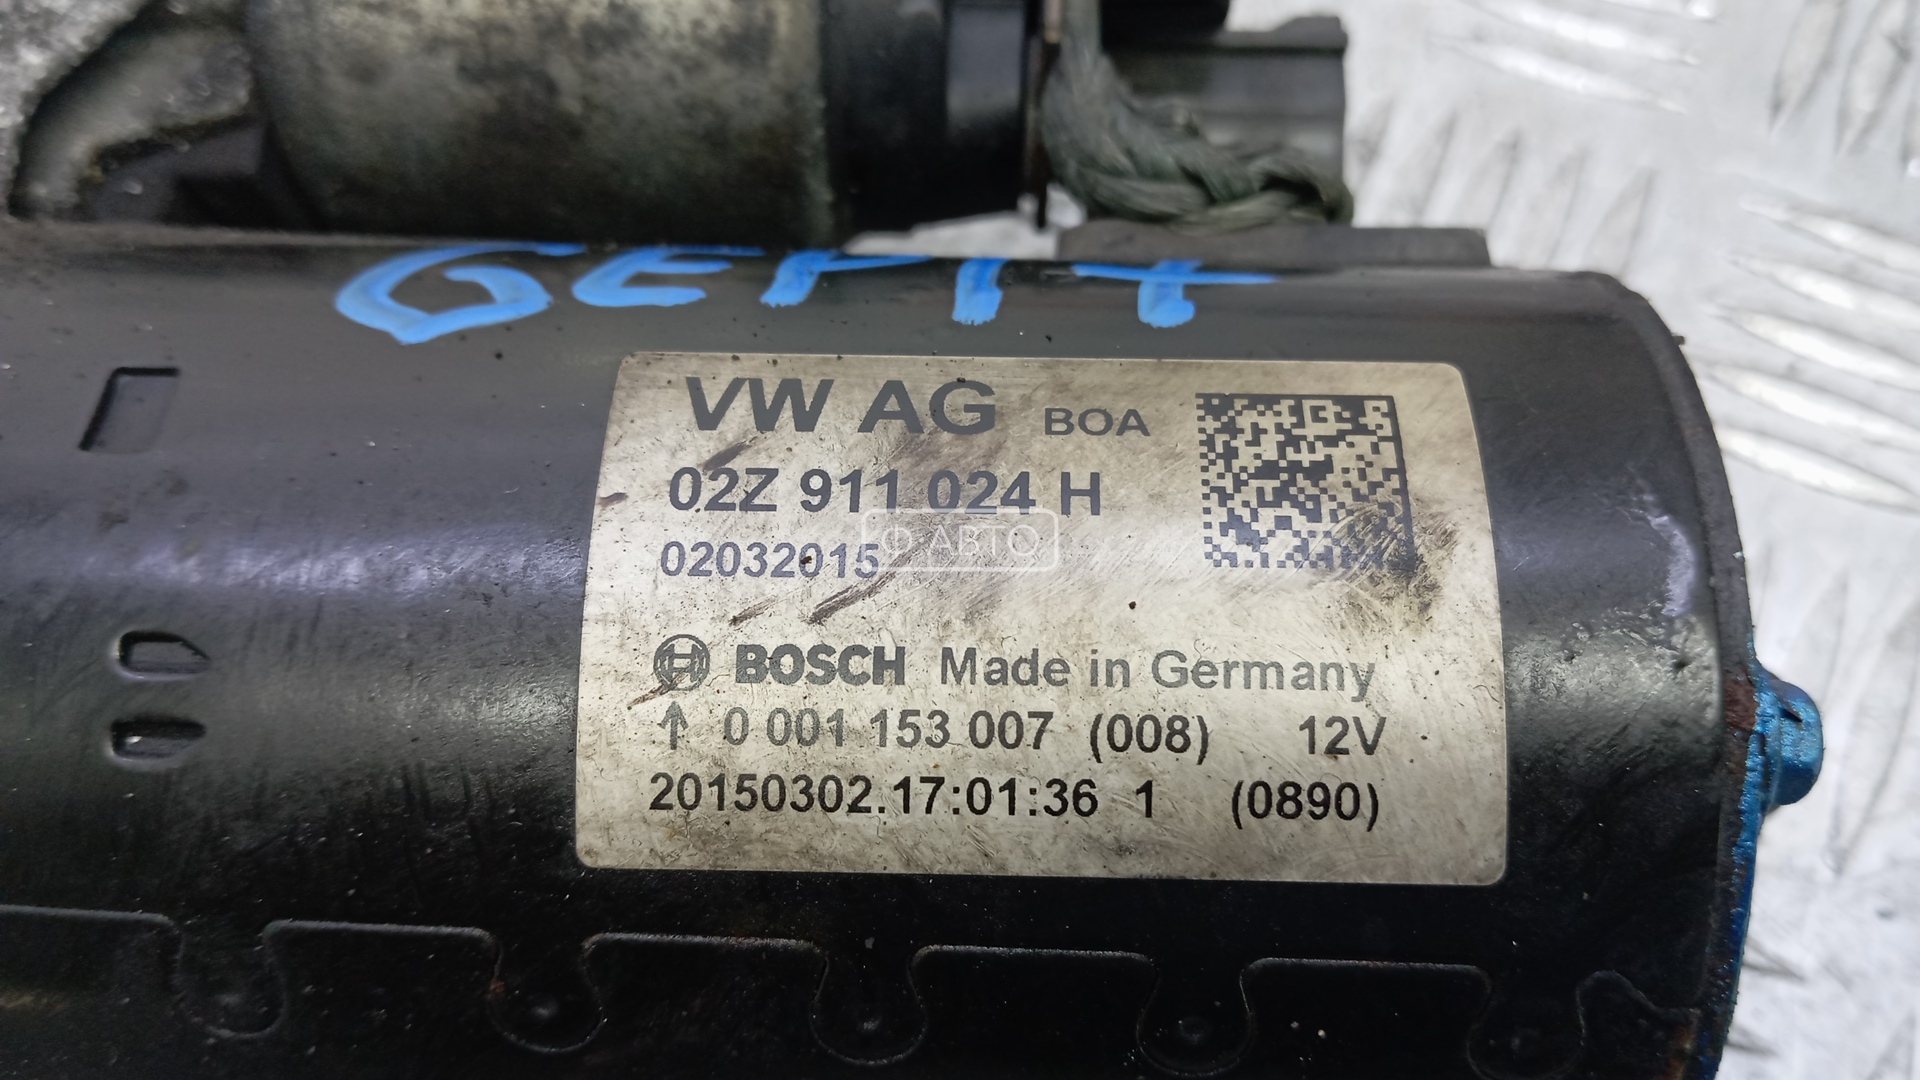 GEP17
VW AG BOA
02Z 911 024 H
02032015
Ф АВТО
BOSCH Made in Germany
↑ 0 001 153 007 (008) 12V
20150302.17:01:36 1 (0890)